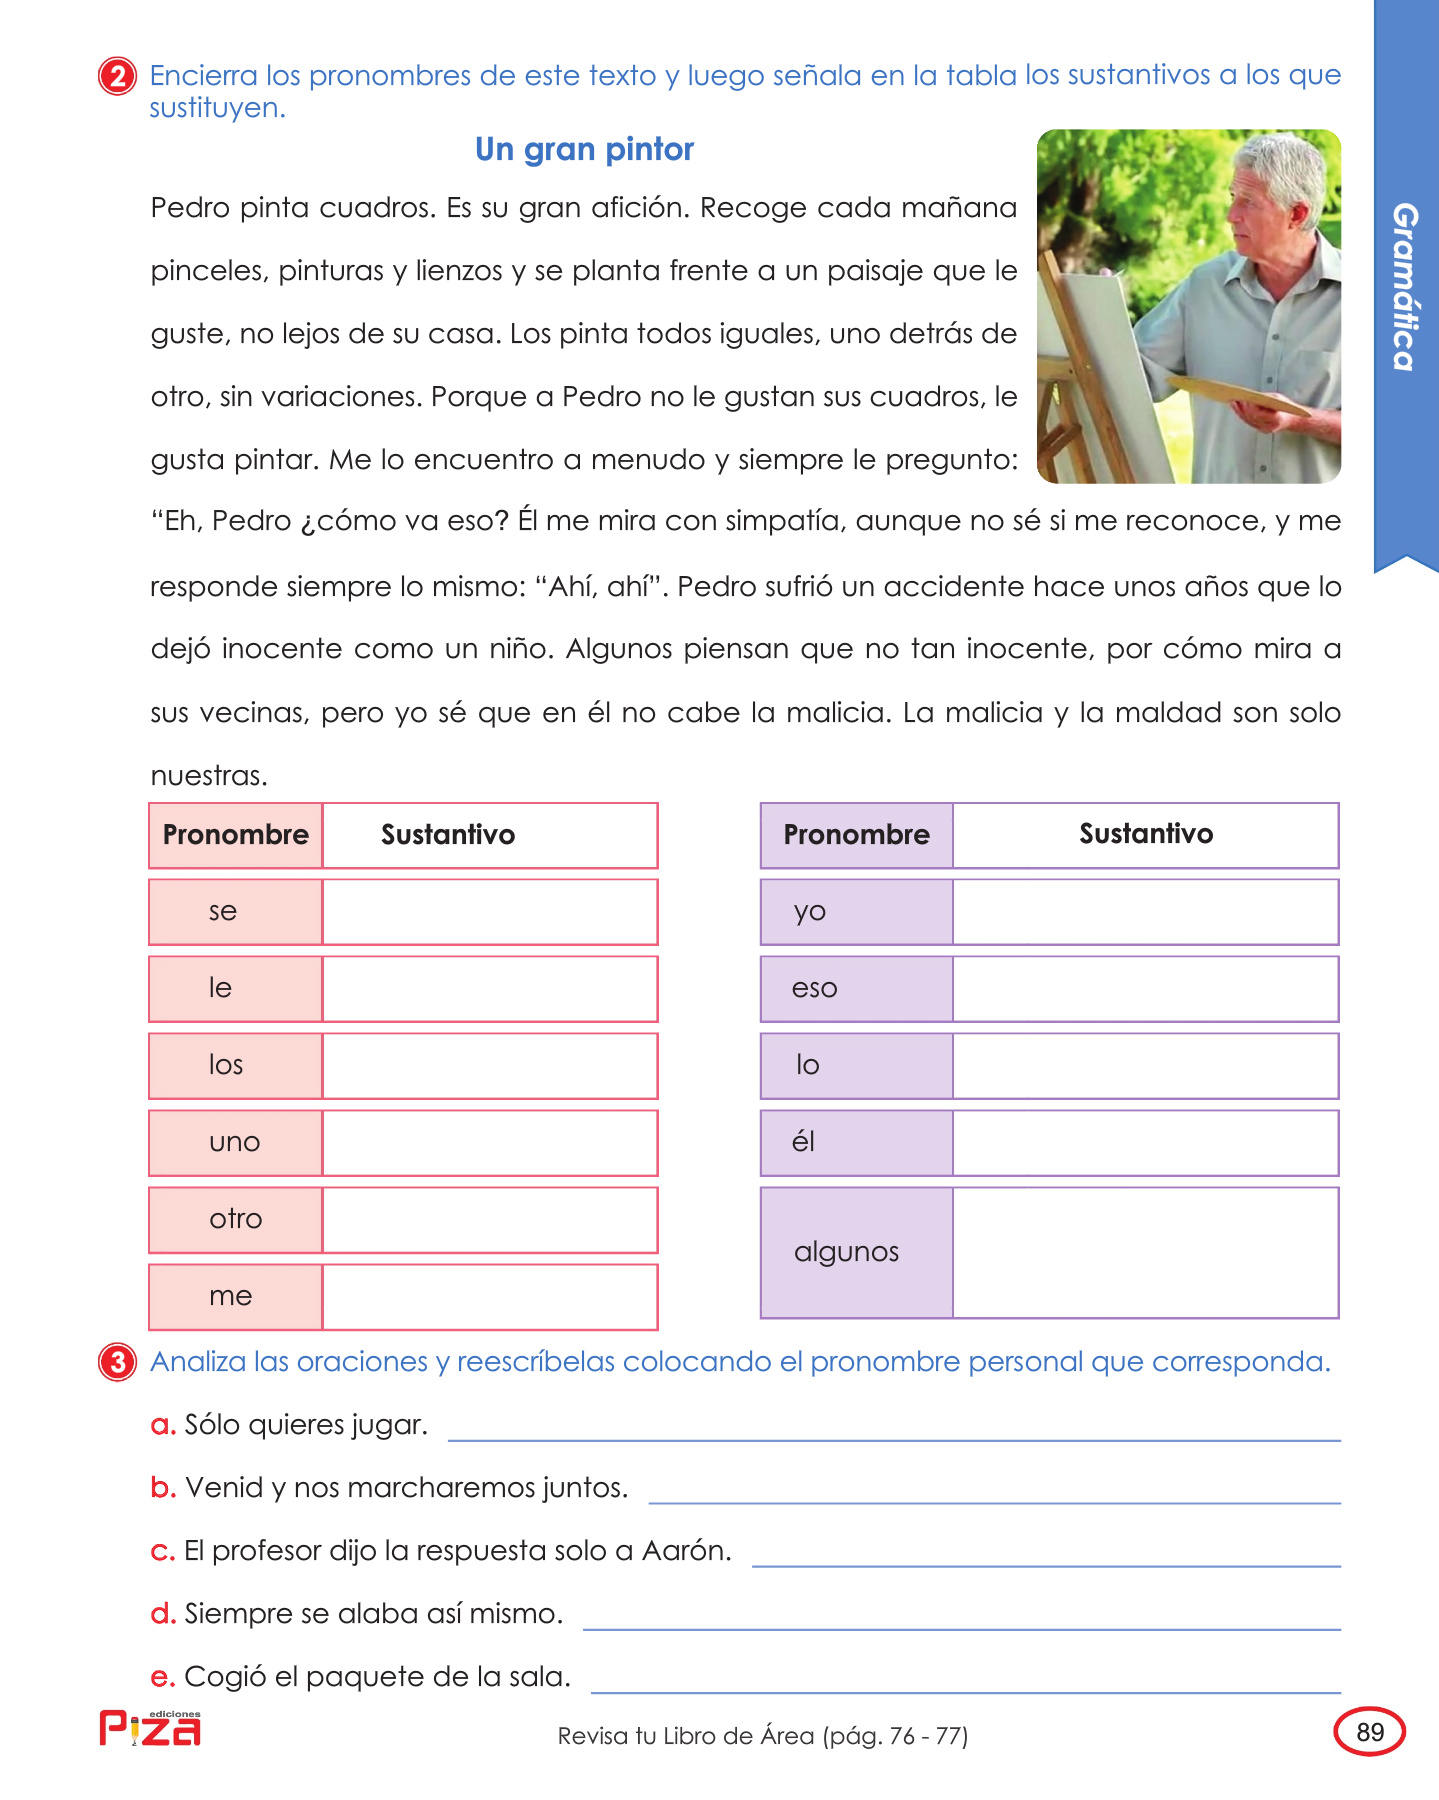 2 Encierra los pronombres de este texto y luego señala en la tabla los sustantivos a los que
sustituyen.
Un gran pintor
Pedro pinta cuadros. Es su gran afición. Recoge cada mañana
pinceles, pinturas y lienzos y se planta frente a un paisaje que le
guste, no lejos de su casa. Los pinta todos iguales, uno detrás de
otro, sin variaciones. Porque a Pedro no le gustan sus cuadros, le
gusta pintar. Me lo encuentro a menudo y siempre le pregunto:
“Eh, Pedro ¿cómo va eso? Él me mira con simpatía, aunque no sé si me reconoce, y me
responde siempre lo mismo: “Ahí, ahí”. Pedro sufrió un accidente hace unos años que lo
dejó inocente como un niño. Algunos piensan que no tan inocente, por cómo mira a
sus vecinas, pero yo sé que en él no cabe la malicia. La malicia y la maldad son solo
nuestras.
Pronombre Sustantivo
se
le
los
uno
otro
me
Pronombre Sustantivo
yo
eso
lo
él
algunos
3 Analiza las oraciones y reescríbelas colocando el pronombre personal que corresponda.
a. Sólo quieres jugar.
b. Venid y nos marcharemos juntos.
c. El profesor dijo la respuesta solo a Aarón.
d. Siempre se alaba así mismo.
e. Cogió el paquete de la sala.
ediciones
Piza
Revisa tu Libro de Área (pág. 76 - 77)
89
Gramática